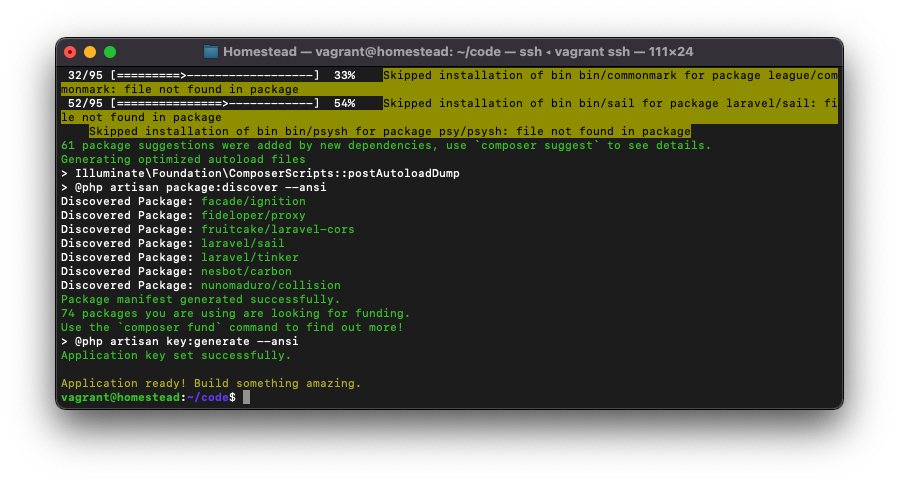 Homestead — vagrant@homestead: ~/code — ssh ◂ vagrant ssh — 111×24
 32/95 [=========>------------------]  33%    Skipped installation of bin bin/commonmark for package league/com
monmark: file not found in package
 52/95 [===============>------------]  54%    Skipped installation of bin bin/sail for package laravel/sail: fi
le not found in package
    Skipped installation of bin bin/psysh for package psy/psysh: file not found in package
61 package suggestions were added by new dependencies, use `composer suggest` to see details.
Generating optimized autoload files
> Illuminate\Foundation\ComposerScripts::postAutoloadDump
> @php artisan package:discover --ansi
Discovered Package: facade/ignition
Discovered Package: fideloper/proxy
Discovered Package: fruitcake/laravel-cors
Discovered Package: laravel/sail
Discovered Package: laravel/tinker
Discovered Package: nesbot/carbon
Discovered Package: nunomaduro/collision
Package manifest generated successfully.
74 packages you are using are looking for funding.
Use the `composer fund` command to find out more!
> @php artisan key:generate --ansi
Application key set successfully.
Application ready! Build something amazing.
vagrant@homestead:~/code$